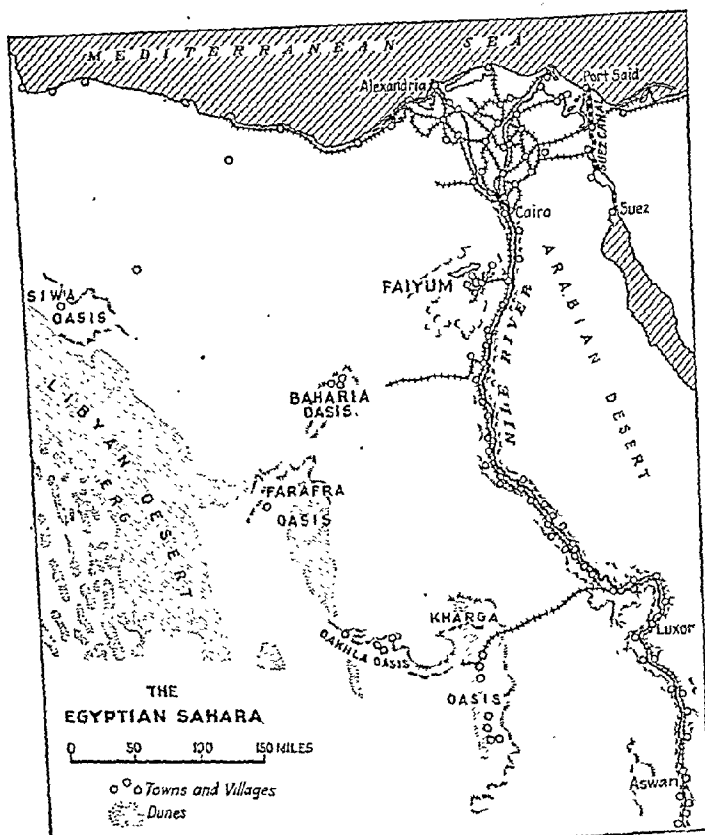 MEDITERRANEAN SEA
Alexandria
Port Said
SUEZ CANAL
Cairo
Suez
SIWA
OASIS
FAIYUM
ARABIAN DESERT
NILE RIVER
BAHARIA
OASIS
LIBYAN DESERT
ERG
FARAFRA
OASIS
KHARGA
OASIS
DAKHLA OASIS
Luxor
THE
EGYPTIAN SAHARA
0 50 100 150 MILES
Towns and Villages
Dunes
Aswan